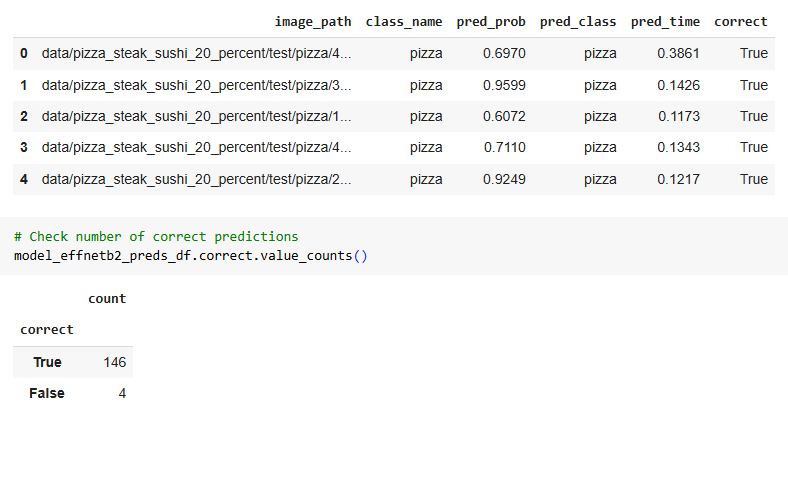 image_path class_name pred_prob pred_class pred_time correct
0 data/pizza_steak_sushi_20_percent/test/pizza/4... pizza 0.6970 pizza 0.3861 True
1 data/pizza_steak_sushi_20_percent/test/pizza/3... pizza 0.9599 pizza 0.1426 True
2 data/pizza_steak_sushi_20_percent/test/pizza/1... pizza 0.6072 pizza 0.1173 True
3 data/pizza_steak_sushi_20_percent/test/pizza/4... pizza 0.7110 pizza 0.1343 True
4 data/pizza_steak_sushi_20_percent/test/pizza/2... pizza 0.9249 pizza 0.1217 True
# Check number of correct predictions
model_effnetb2_preds_df.correct.value_counts()
count
correct
True 146
False 4